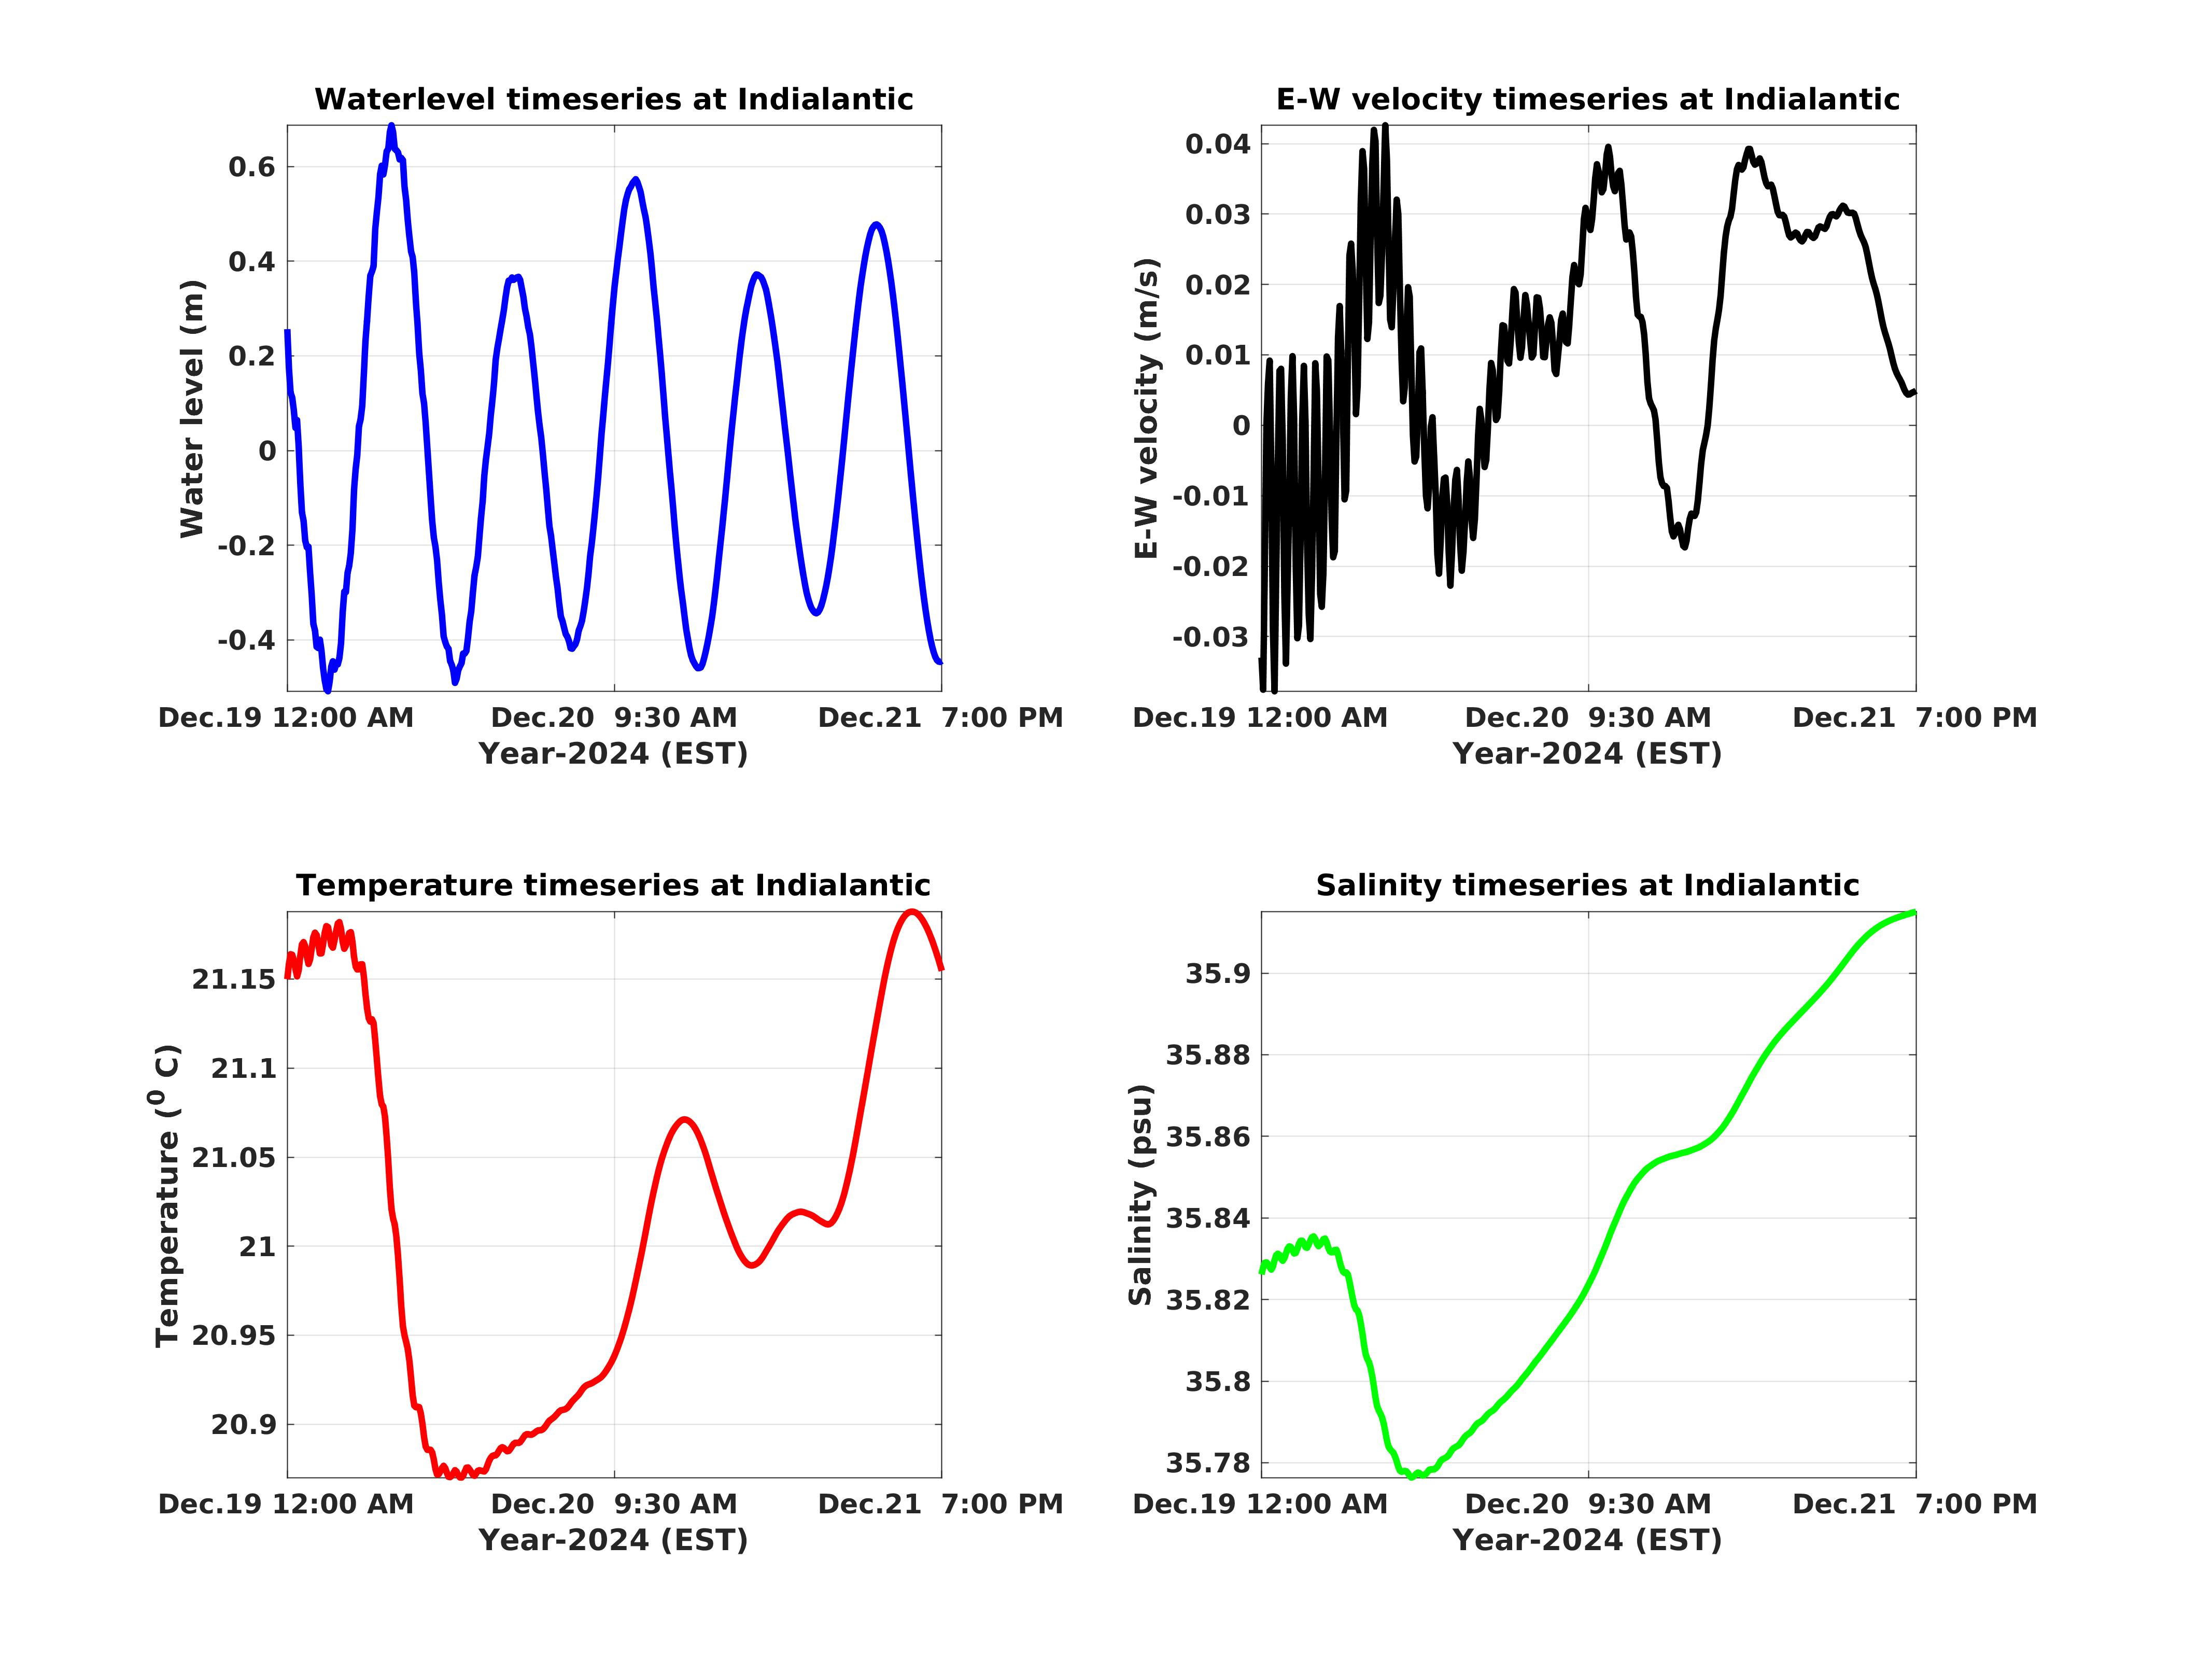 Waterlevel timeseries at Indialantic
0.6
0.4
0.2
0
-0.2
-0.4
Water level (m)
Dec.19 12:00 AM Dec.20 9:30 AM Dec.21 7:00 PM
Year-2024 (EST)
E-W velocity timeseries at Indialantic
0.04
0.03
0.02
0.01
0
-0.01
-0.02
-0.03
E-W velocity (m/s)
Dec.19 12:00 AM Dec.20 9:30 AM Dec.21 7:00 PM
Year-2024 (EST)
Temperature timeseries at Indialantic
21.15
21.1
21.05
21
20.95
20.9
Temperature (⁰ C)
Dec.19 12:00 AM Dec.20 9:30 AM Dec.21 7:00 PM
Year-2024 (EST)
Salinity timeseries at Indialantic
35.9
35.88
35.86
35.84
35.82
35.8
35.78
Salinity (psu)
Dec.19 12:00 AM Dec.20 9:30 AM Dec.21 7:00 PM
Year-2024 (EST)